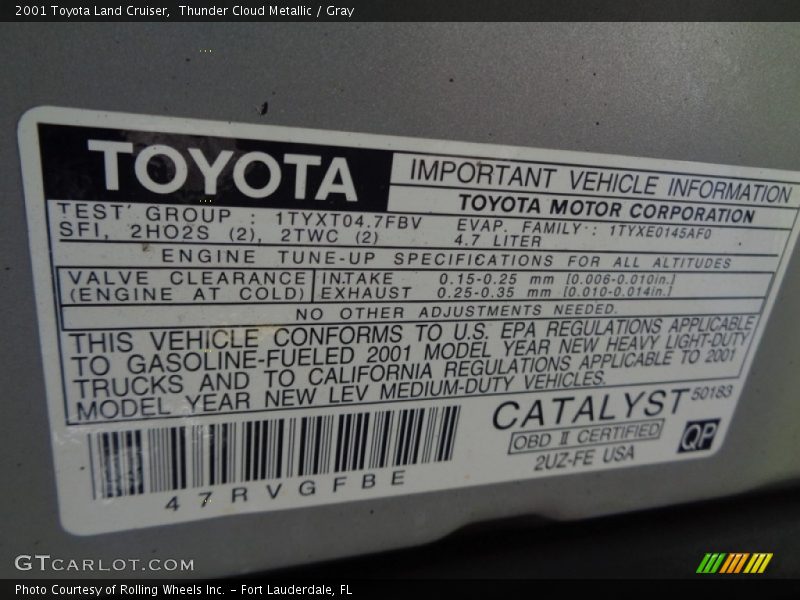 2001 Toyota Land Cruiser,  Thunder Cloud Metallic / Gray
TOYOTA
IMPORTANT VEHICLE INFORMATION
TOYOTA MOTOR CORPORATION
TEST GROUP : 1TYXT04.7FBV EVAP. FAMILY : 1TYXE0145AF0
SFI, 2HO2S (2), 2TWC (2) 4.7 LITER
ENGINE TUNE-UP SPECIFICATIONS FOR ALL ALTITUDES
VALVE CLEARANCE INTAKE 0.15-0.25 mm [0.006-0.010in.]
(ENGINE AT COLD) EXHAUST 0.25-0.35 mm [0.010-0.014in.]
NO OTHER ADJUSTMENTS NEEDED.
THIS VEHICLE CONFORMS TO U.S. EPA REGULATIONS APPLICABLE
TO GASOLINE-FUELED 2001 MODEL YEAR NEW HEAVY LIGHT-DUTY
TRUCKS AND TO CALIFORNIA REGULATIONS APPLICABLE TO 2001
MODEL YEAR NEW LEV MEDIUM-DUTY VEHICLES.
CATALYST 50183
OBD II CERTIFIED
QP
2UZ-FE USA
47RVGFBE
GTCARLOT.COM
Photo Courtesy of Rolling Wheels Inc. – Fort Lauderdale, FL